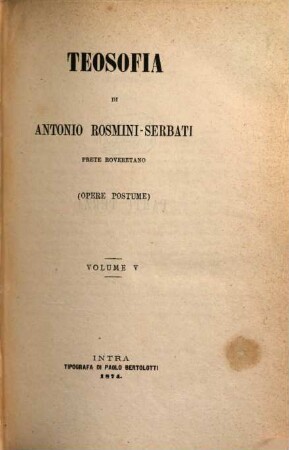 TEOSOFIA
DI
ANTONIO ROSMINI-SERBATI
PRETE ROVERETANO
(OPERE POSTUME)
VOLUME V
INTRA
TIPOGRAFIA DI PAOLO BERTOLOTTI
1874.